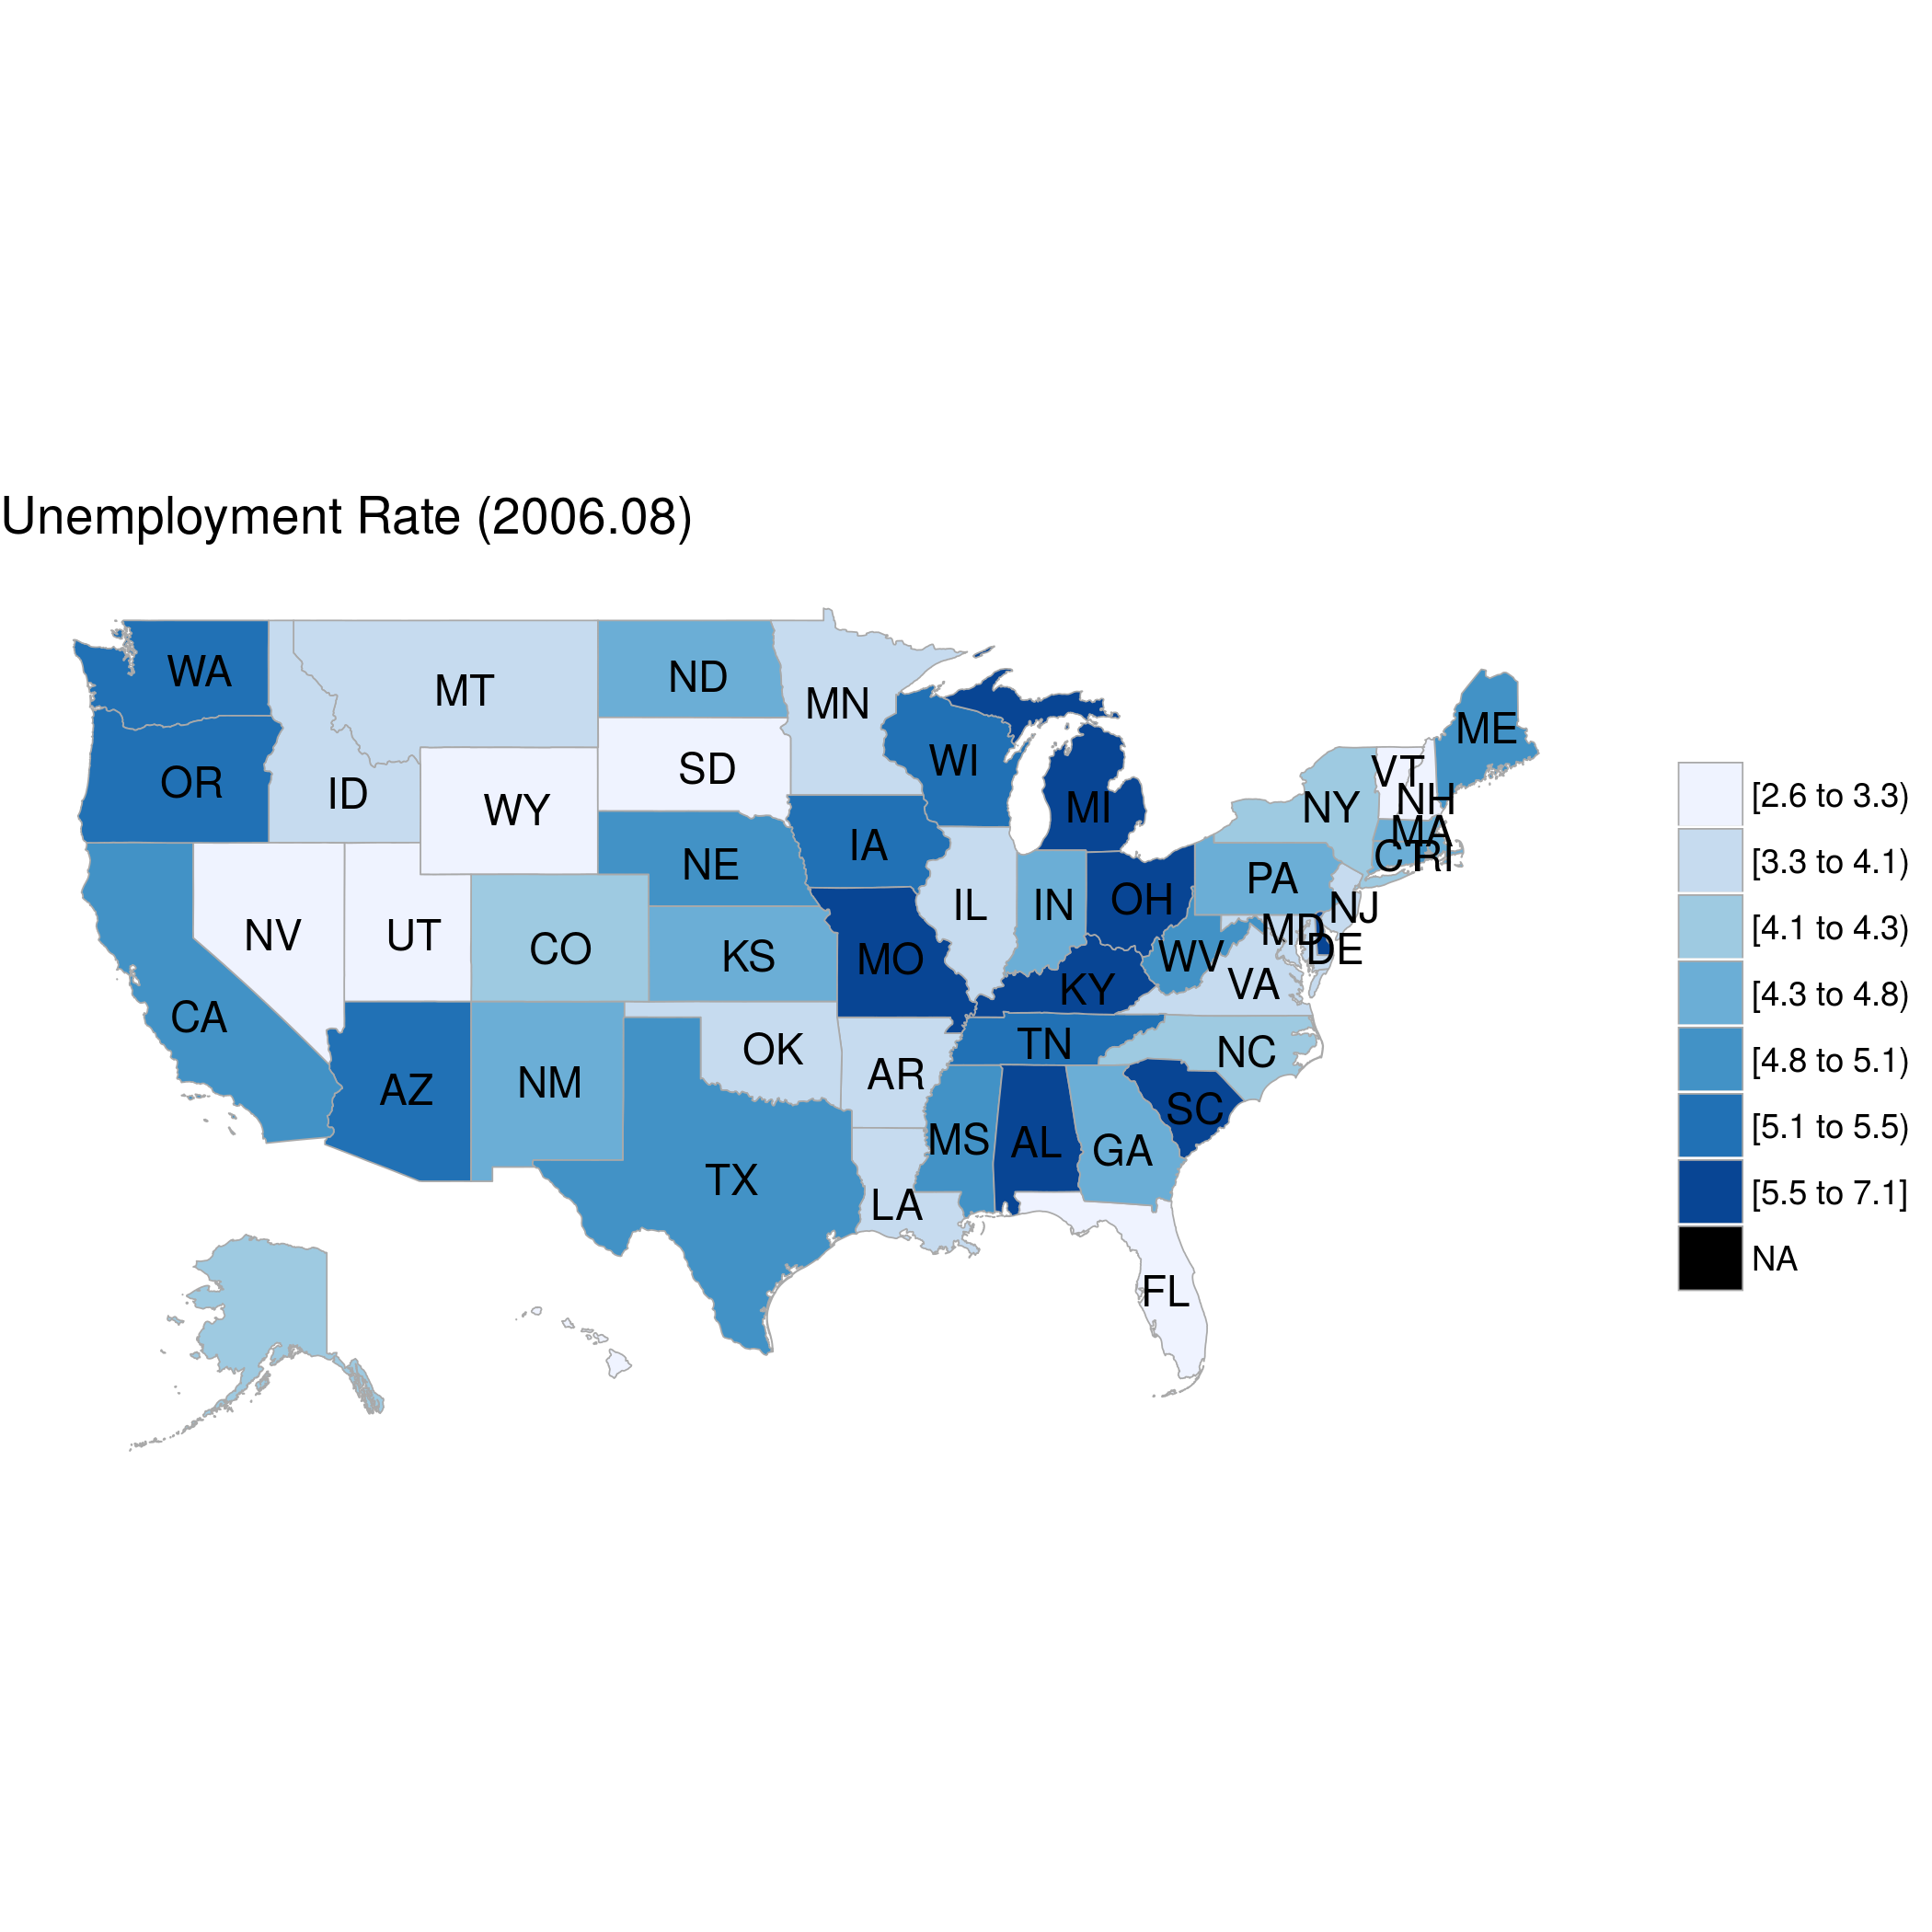 Unemployment Rate (2006.08)
WA
MT
ND
MN
ME
OR
ID
WY
SD
WI
MI
VT
NH
NY
MA
CT
RI
NV
UT
CO
NE
IA
KS
MO
IL
IN
OH
PA
NJ
MD
DE
WV
VA
KY
CA
AZ
NM
OK
AR
TN
NC
SC
TX
LA
MS
AL
GA
FL
[2.6 to 3.3)
[3.3 to 4.1)
[4.1 to 4.3)
[4.3 to 4.8)
[4.8 to 5.1)
[5.1 to 5.5)
[5.5 to 7.1]
NA